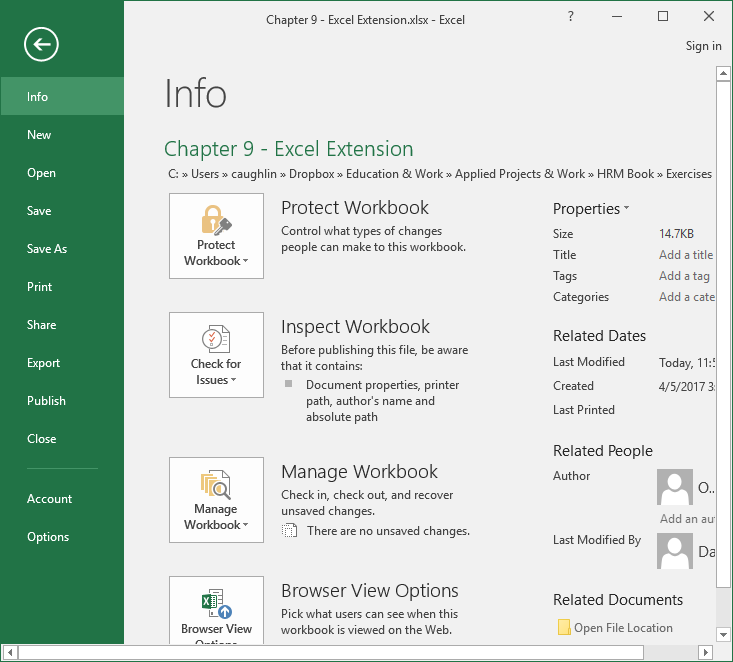 Chapter 9 - Excel Extension.xlsx - Excel
?
Sign in
Info
New
Open
Save
Save As
Print
Share
Export
Publish
Close
Account
Options
Info
Chapter 9 - Excel Extension
C: » Users » caughlin » Dropbox » Education & Work » Applied Projects & Work » HRM Book » Exercises
Protect
Workbook
Protect Workbook
Control what types of changes
people can make to this workbook.
Check for
Issues
Inspect Workbook
Before publishing this file, be aware
that it contains:
Document properties, printer
path, author's name and
absolute path
Manage
Workbook
Manage Workbook
Check in, check out, and recover
unsaved changes.
There are no unsaved changes.
Browser View
Options
Browser View Options
Pick what users can see when this
workbook is viewed on the Web.
Properties
Size 14.7KB
Title Add a title
Tags Add a tag
Categories Add a cate
Related Dates
Last Modified Today, 11:5
Created 4/5/2017 3:
Last Printed
Related People
Author O...
Add an au
Last Modified By Da
Related Documents
Open File Location